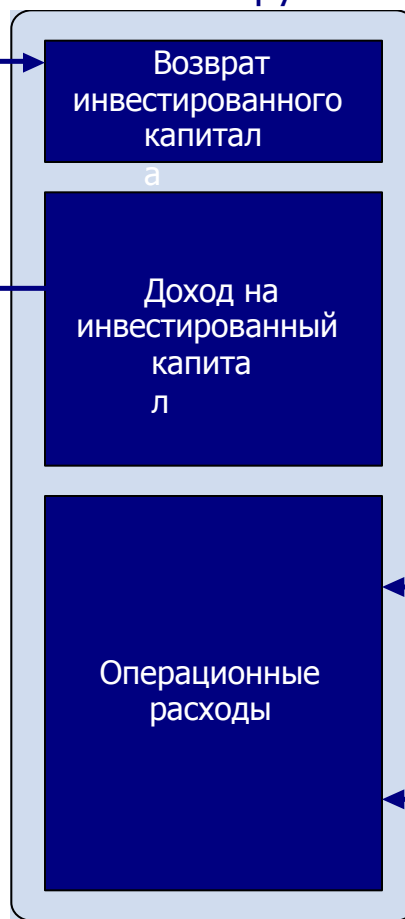 Возврат
инвестированного
капитал
а
Доход на
инвестированный
капита
л
Операционные
расходы